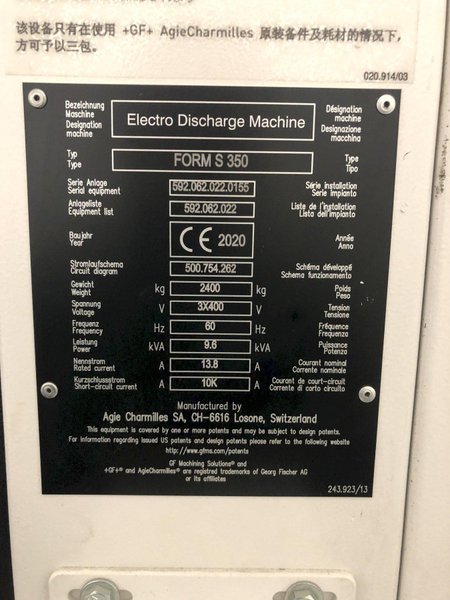 该设备只有在使用 +GF+ AgieCharmilles 原装备件及耗材的情况下,
方可予以三包。
020.914/03
Bezeichnung Maschine Designation machine Electro Discharge Machine Désignation machine Designazione macchina
Typ Type FORM S 350 Type Tipo
Serie Anlage Serial equipment 592.062.022.0155 Série installation Serie impianto
Anlageliste Equipment list 592.062.022 Liste de l'installation Lista dell'impianto
Baujahr Year CE 2020 Année Anno
Stromlaufschema Circuit diagram 500.754.262 Schéma développé Schema funzionamento
Gewicht Weight kg 2400 kg Poids Peso
Spannung Voltage V 3X400 V Tension Tensione
Frequenz Frequency Hz 60 Hz Fréquence Frequenza
Leistung Power kVA 9.6 kVA Puissance Potenza
Nennstrom Rated current A 13.8 A Courant nominal Corrente nominale
Kurzschlussstrom Short-circuit current A 10K A Courant de court-circuit Corrente di corto circuito
Manufactured by
Agie Charmilles SA, CH-6616 Losone, Switzerland
This equipment is covered by one or more patents and may be subject to design patents.
For information regarding issued US patents and design patents please refer to the following website
http://www.gfms.com/patents
GF Machining Solutions® and
+GF+® and AgieCharmilles® are registred trademarks of Georg Fischer AG
or its affiliates
243.923/13